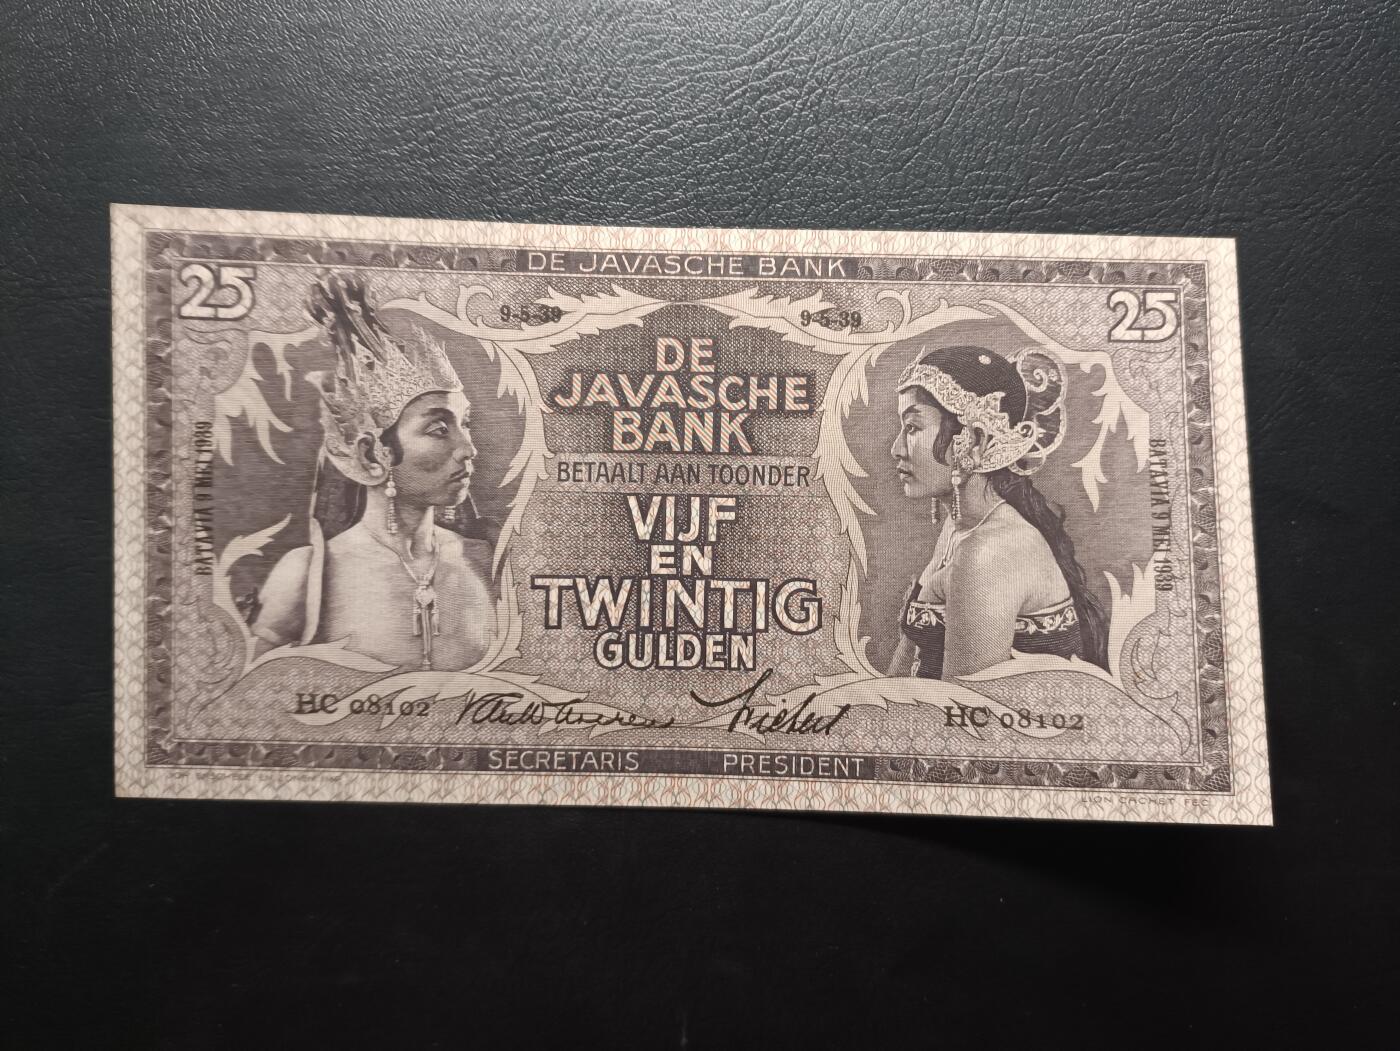 DE JAVASCHE BANK
25
25
9-5-39
9-5-39
DE
JAVASCHE
BANK
BETAALT AAN TOONDER
VIJF
EN
TWINTIG
GULDEN
BATAVIA 9 MEI 1939
BATAVIA 9 MEI 1939
HC 08102
HC 08102
SECRETARIS
PRESIDENT
LION CACHET FEC.